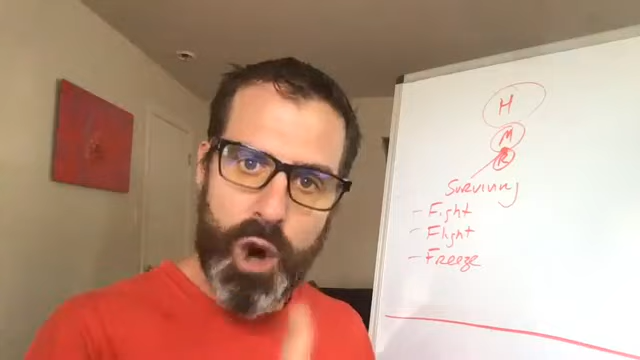 H
M
R
Surviving
- Fight
- Flight
- Freeze